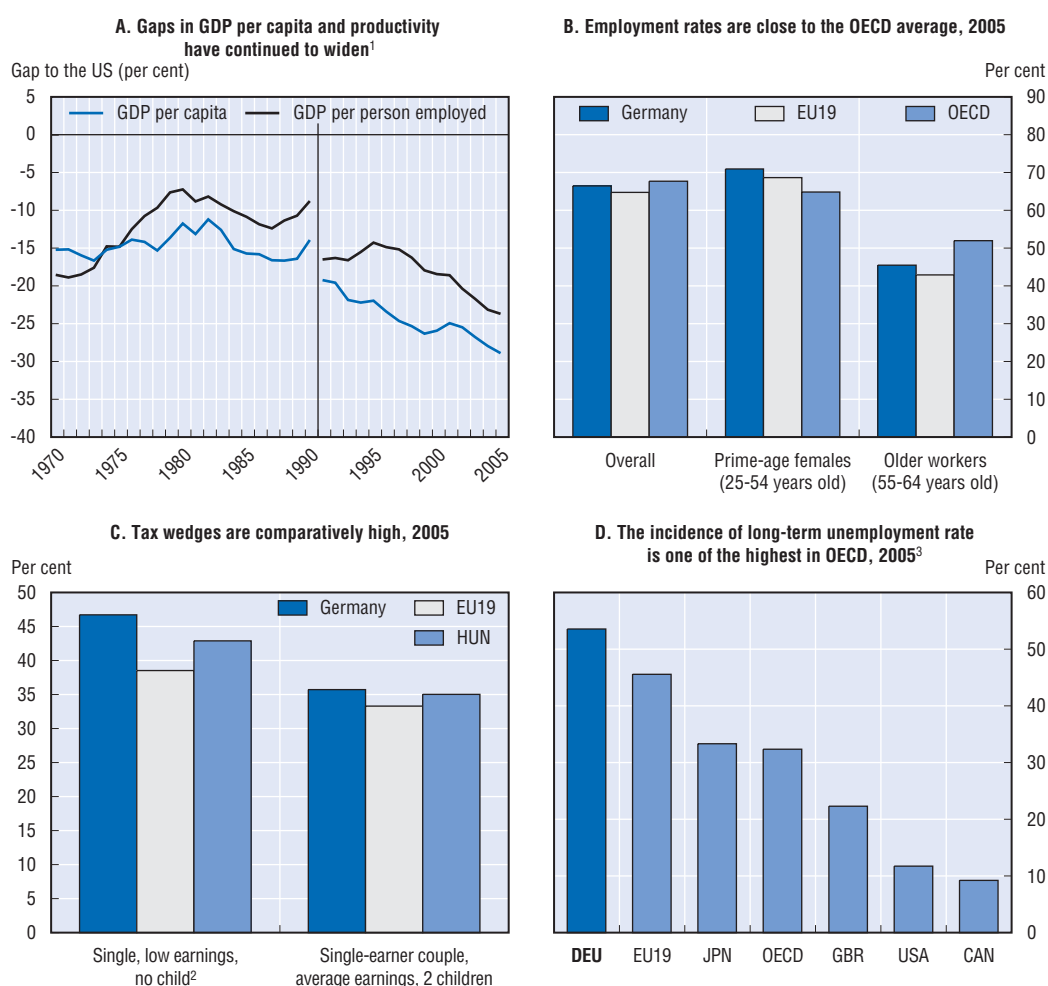 A. Gaps in GDP per capita and productivity
have continued to widen¹
Gap to the US (per cent)
GDP per capita
GDP per person employed
5
0
-5
-10
-15
-20
-25
-30
-35
-40
1970
1975
1980
1985
1990
1995
2000
2005
B. Employment rates are close to the OECD average, 2005
Per cent
Germany
EU19
OECD
90
80
70
60
50
40
30
20
10
0
Overall
Prime-age females
(25-54 years old)
Older workers
(55-64 years old)
C. Tax wedges are comparatively high, 2005
Per cent
Germany
EU19
HUN
50
45
40
35
30
25
20
15
10
5
0
Single, low earnings,
no child²
Single-earner couple,
average earnings, 2 children
D. The incidence of long-term unemployment rate
is one of the highest in OECD, 2005³
Per cent
60
50
40
30
20
10
0
DEU
EU19
JPN
OECD
GBR
USA
CAN